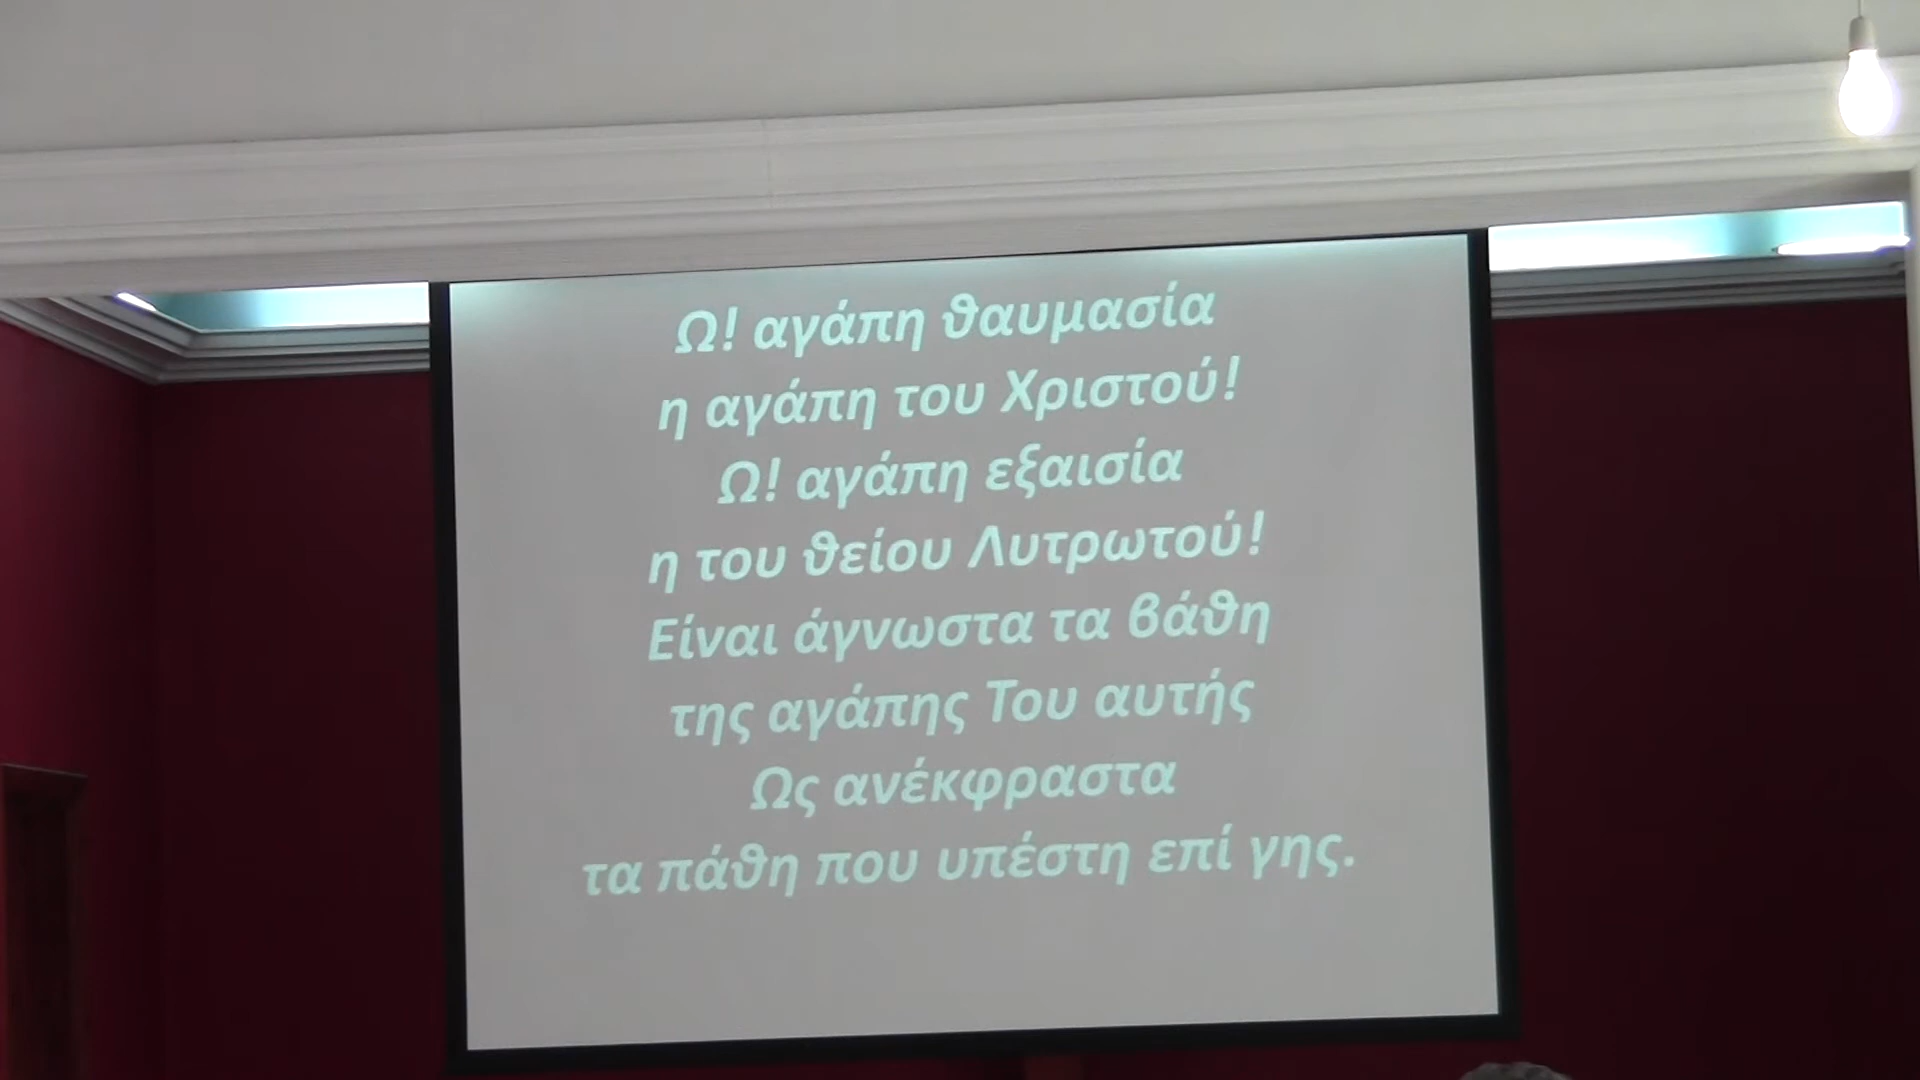 Ω! αγάπη θαυμασία
η αγάπη του Χριστού!
Ω! αγάπη εξαισία
η του θείου Λυτρωτού!
Είναι άγνωστα τα βάθη
της αγάπης Του αυτής
Ως ανέκφραστα
τα πάθη που υπέστη επί γης.